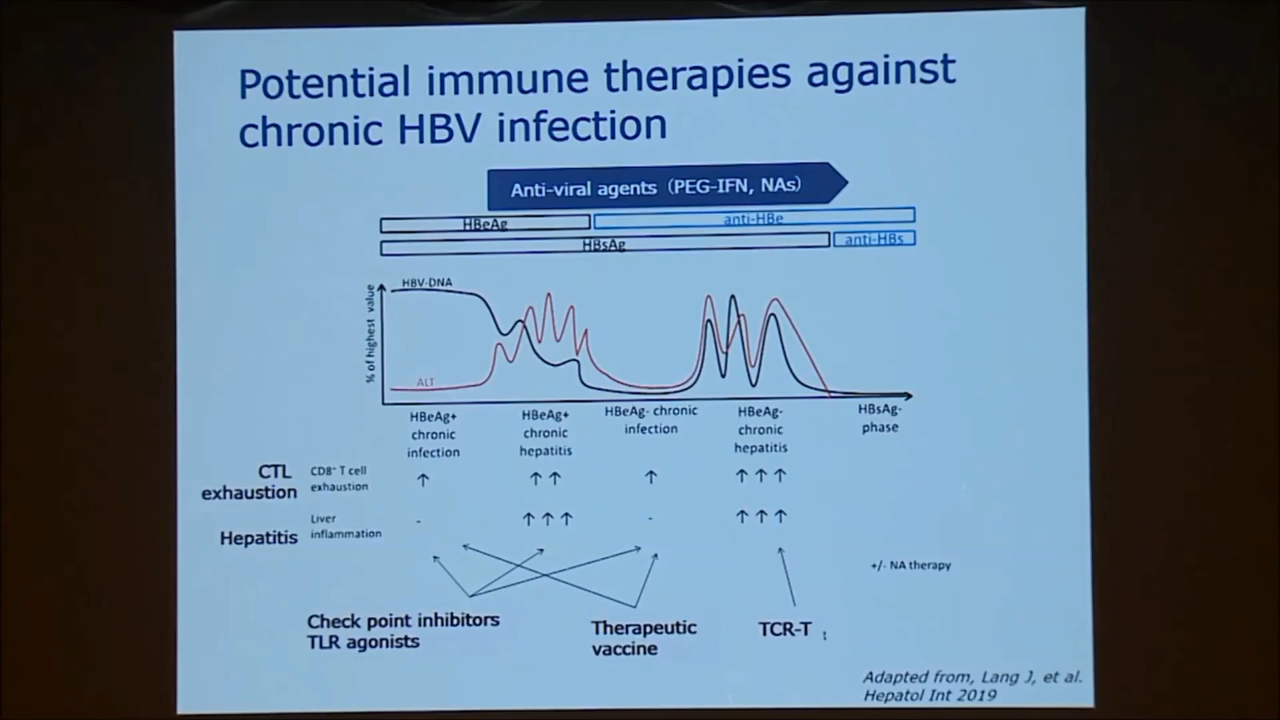 Potential immune therapies against
chronic HBV infection
Anti-viral agents (PEG-IFN, NAs)
HBeAg
anti-HBe
HBsAg
anti-HBs
% of highest value
HBV-DNA
ALT
HBeAg+
chronic
infection
HBeAg+
chronic
hepatitis
HBeAg- chronic
infection
HBeAg-
chronic
hepatitis
HBsAg-
phase
CTL
exhaustion
CD8⁺ T cell
exhaustion
↑
↑↑
↑
↑↑↑
Hepatitis
Liver
inflammation
-
↑↑↑
-
↑↑↑
+/- NA therapy
Check point inhibitors
TLR agonists
Therapeutic
vaccine
TCR-T
Adapted from, Lang J, et al.
Hepatol Int 2019